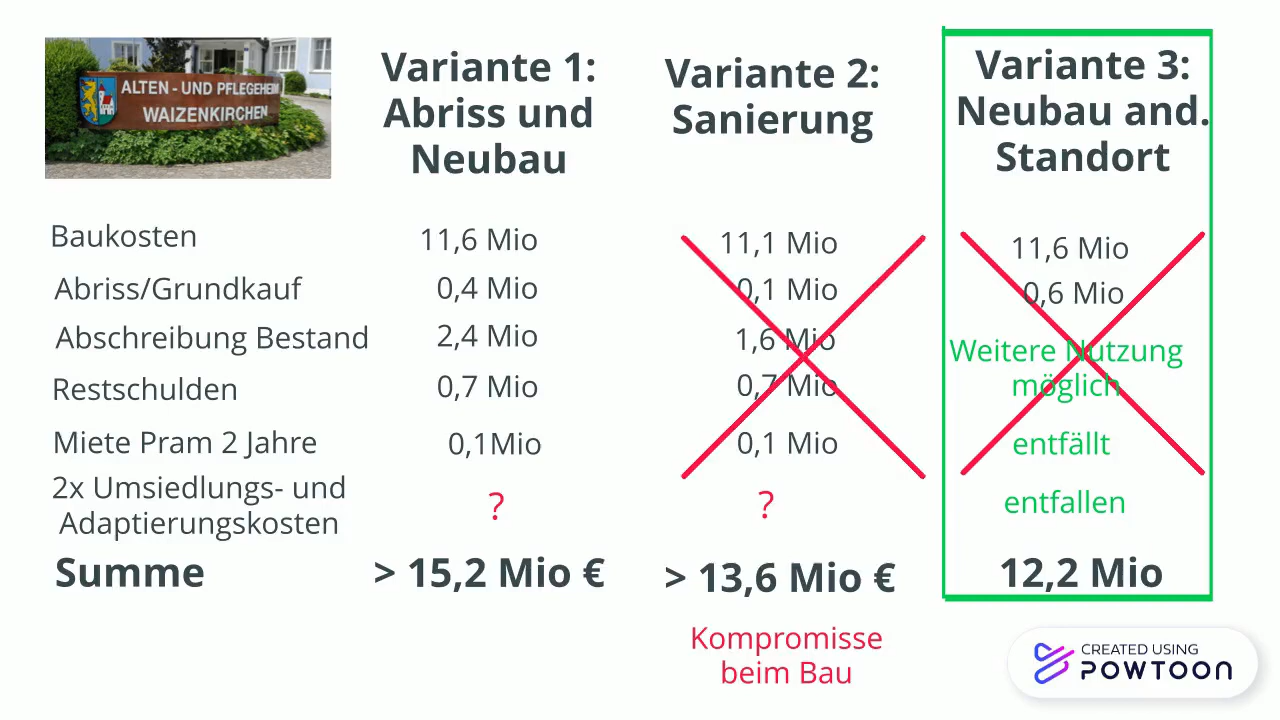 ALTEN - UND PFLEGEHEIM
WAIZENKIRCHEN
Variante 1:
Abriss und
Neubau
Variante 2:
Sanierung
Variante 3:
Neubau and.
Standort
Baukosten
11,6 Mio
11,1 Mio
11,6 Mio
Abriss/Grundkauf
0,4 Mio
0,1 Mio
0,6 Mio
Abschreibung Bestand
2,4 Mio
1,6 Mio
Weitere Nutzung
möglich
Restschulden
0,7 Mio
0,7 Mio
Miete Pram 2 Jahre
0,1Mio
0,1 Mio
entfällt
2x Umsiedlungs- und
Adaptierungskosten
?
?
entfallen
Summe
> 15,2 Mio €
> 13,6 Mio €
12,2 Mio
Kompromisse
beim Bau
CREATED USING
POWTOON